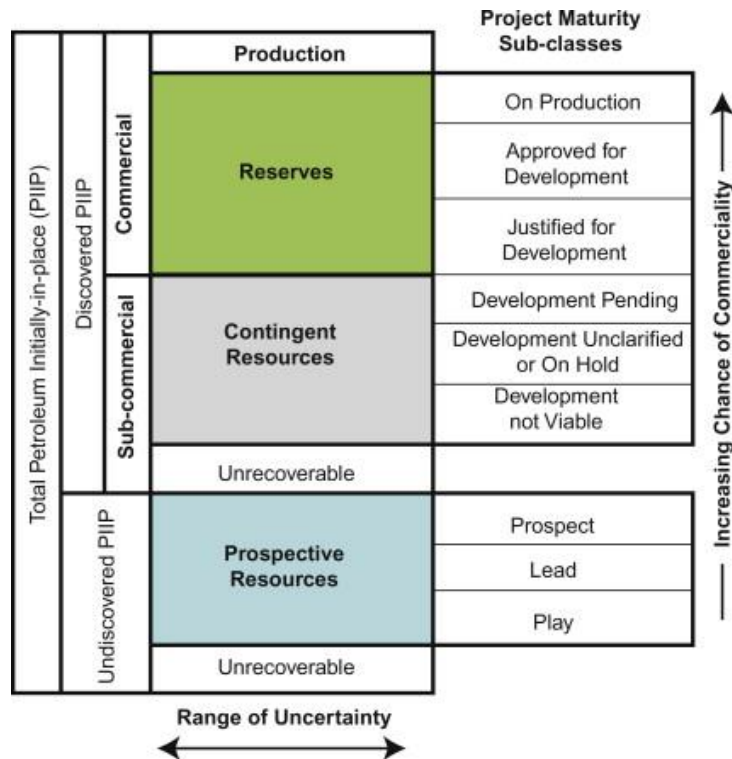 Project Maturity
Sub-classes
Production
Total Petroleum Initially-in-place (PIIP)
Discovered PIIP
Commercial
Reserves
On Production
Approved for
Development
Justified for
Development
Sub-commercial
Contingent
Resources
Development Pending
Development Unclarified
or On Hold
Development
not Viable
Unrecoverable
Undiscovered PIIP
Prospective
Resources
Prospect
Lead
Play
Unrecoverable
Increasing Chance of Commerciality
Range of Uncertainty